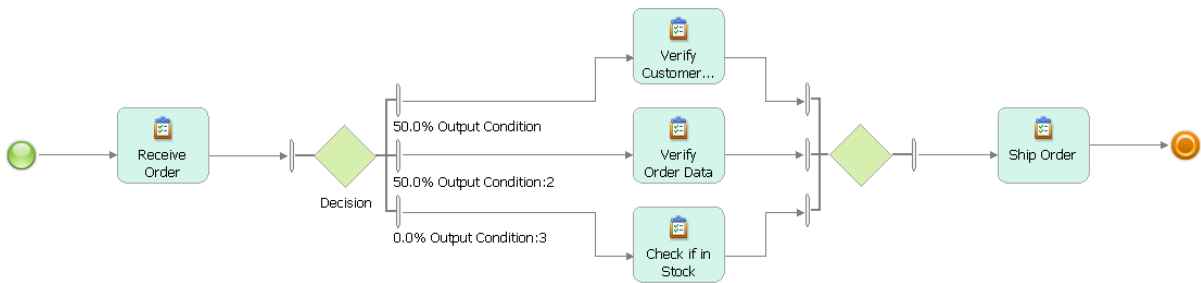 Receive
Order
Decision
50.0% Output Condition
50.0% Output Condition:2
0.0% Output Condition:3
Verify
Customer...
Verify
Order Data
Check if in
Stock
Ship Order